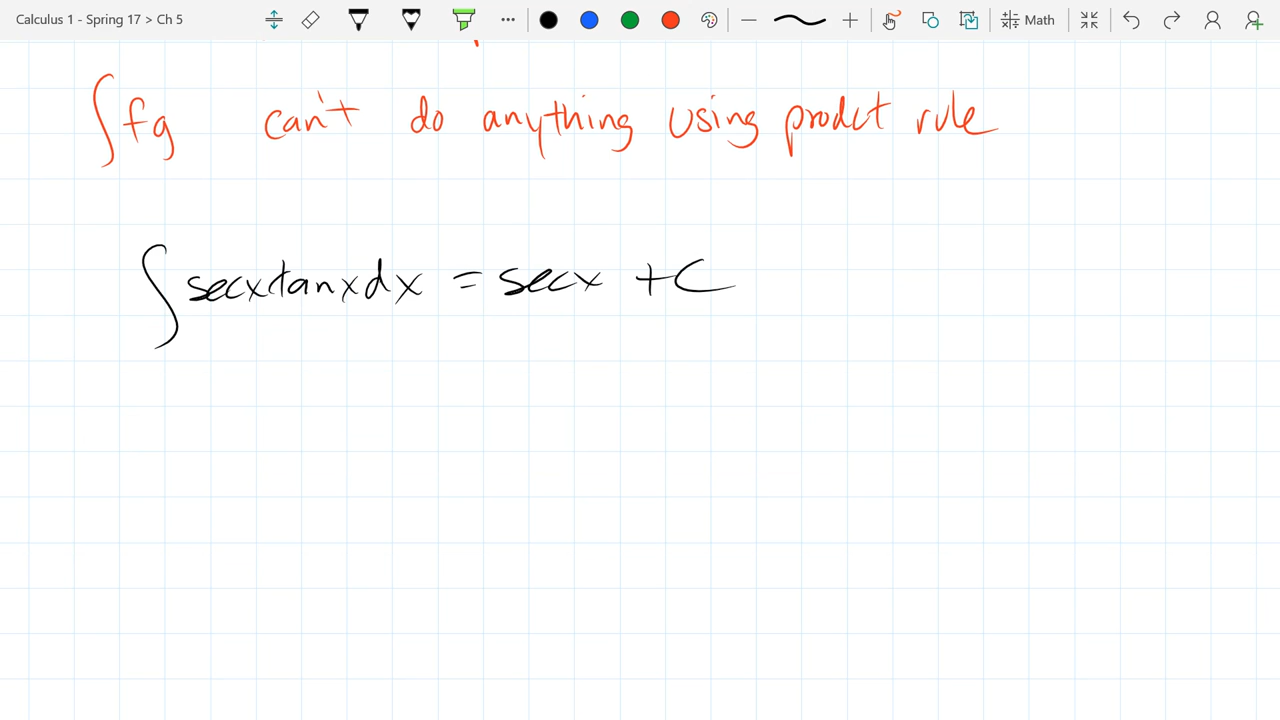 Calculus 1 - Spring 17 > Ch 5
Math
∫fg can't do anything using prodct rule
∫secxtanxdx = secx +C